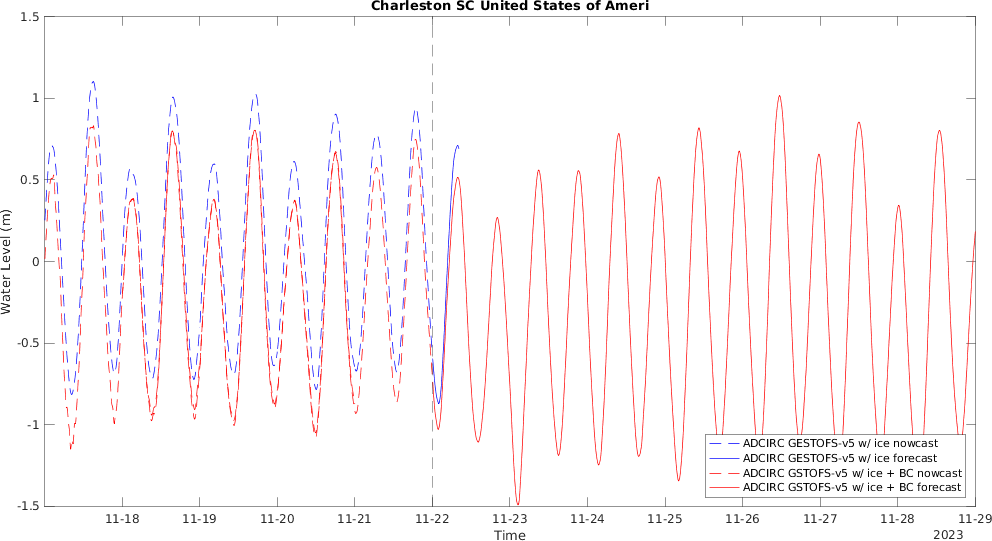 Charleston SC United States of Ameri
1.5
1
0.5
0
-0.5
-1
-1.5
Water Level (m)
11-18
11-19
11-20
11-21
11-22
11-23
11-24
11-25
11-26
11-27
11-28
11-29
Time
2023
ADCIRC GESTOFS-v5 w/ ice nowcast
ADCIRC GESTOFS-v5 w/ ice forecast
ADCIRC GSTOFS-v5 w/ ice + BC nowcast
ADCIRC GSTOFS-v5 w/ ice + BC forecast